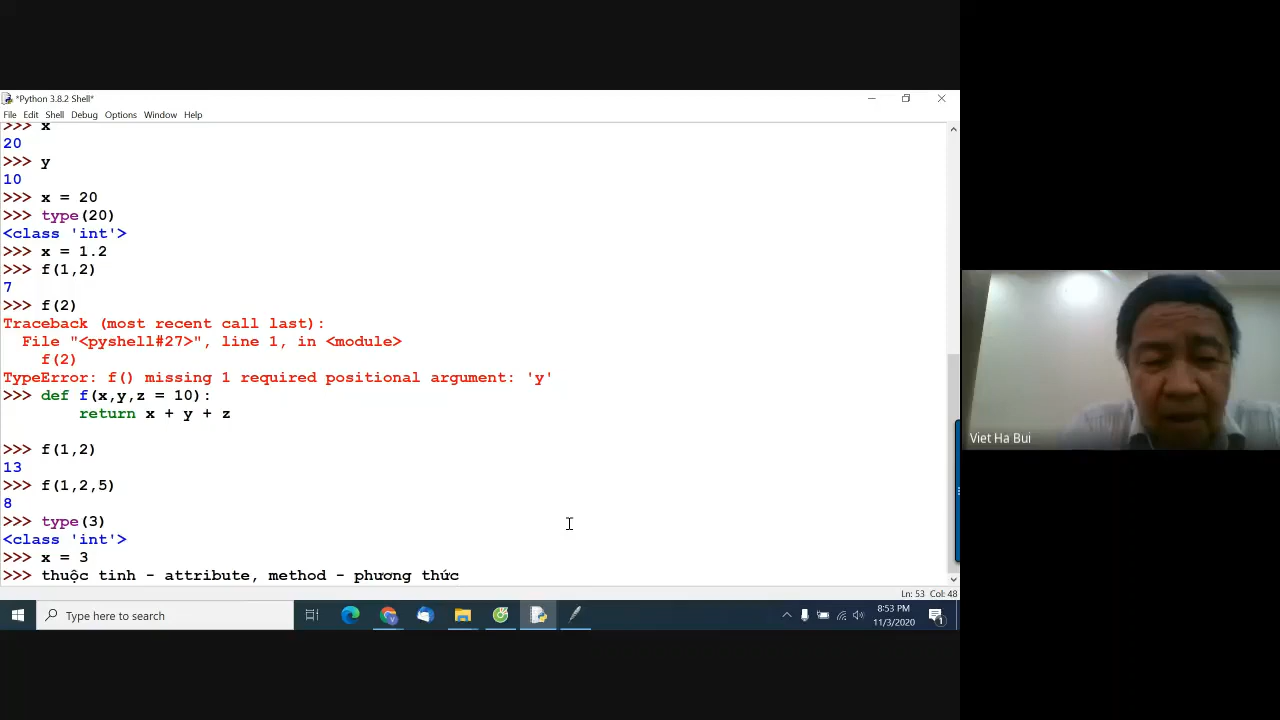 *Python 3.8.2 Shell*
File Edit Shell Debug Options Window Help
>>> x
20
>>> y
10
>>> x = 20
>>> type(20)
<class 'int'>
>>> x = 1.2
>>> f(1,2)
7
>>> f(2)
Traceback (most recent call last):
  File "<pyshell#27>", line 1, in <module>
    f(2)
TypeError: f() missing 1 required positional argument: 'y'
>>> def f(x,y,z = 10):
        return x + y + z
>>> f(1,2)
13
>>> f(1,2,5)
8
>>> type(3)
<class 'int'>
>>> x = 3
>>> thuộc tinh - attribute, method - phương thức
Ln: 53 Col: 48
Type here to search
8:53 PM
11/3/2020
1
Viet Ha Bui